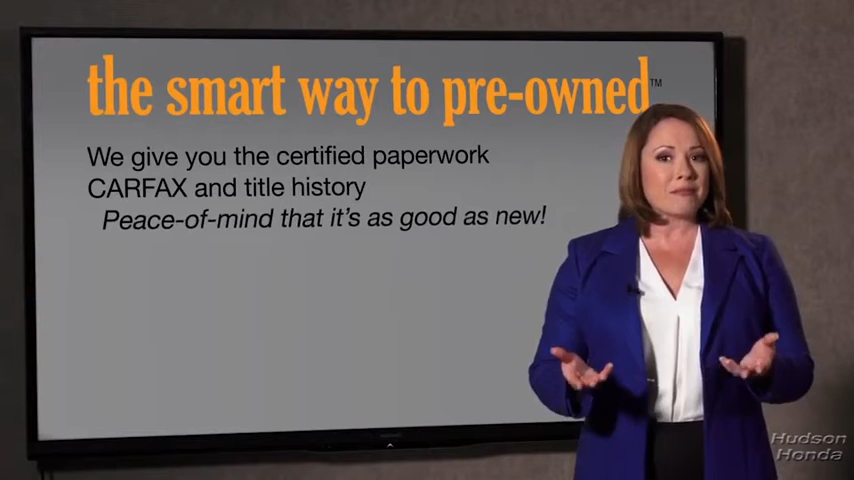 the smart way to pre-owned™
We give you the certified paperwork
CARFAX and title history
Peace-of-mind that it's as good as new!
Hudson
Honda